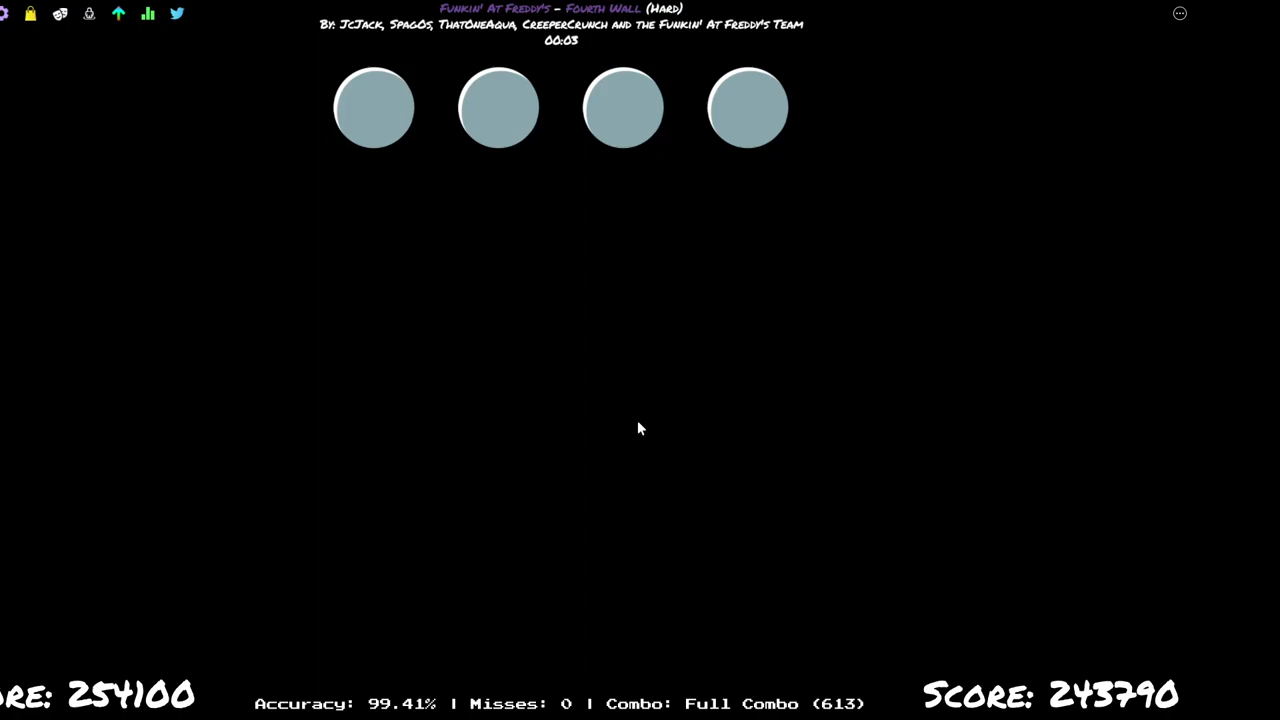 Funkin' At Freddy's - Fourth Wall (Hard)
By: JcJack, SpagOs, ThatOneAqua, CreeperCrunch and the Funkin' At Freddy's Team
00:03
ore: 254100
Accuracy: 99.41% | Misses: 0 | Combo: Full Combo (613)
Score: 243790